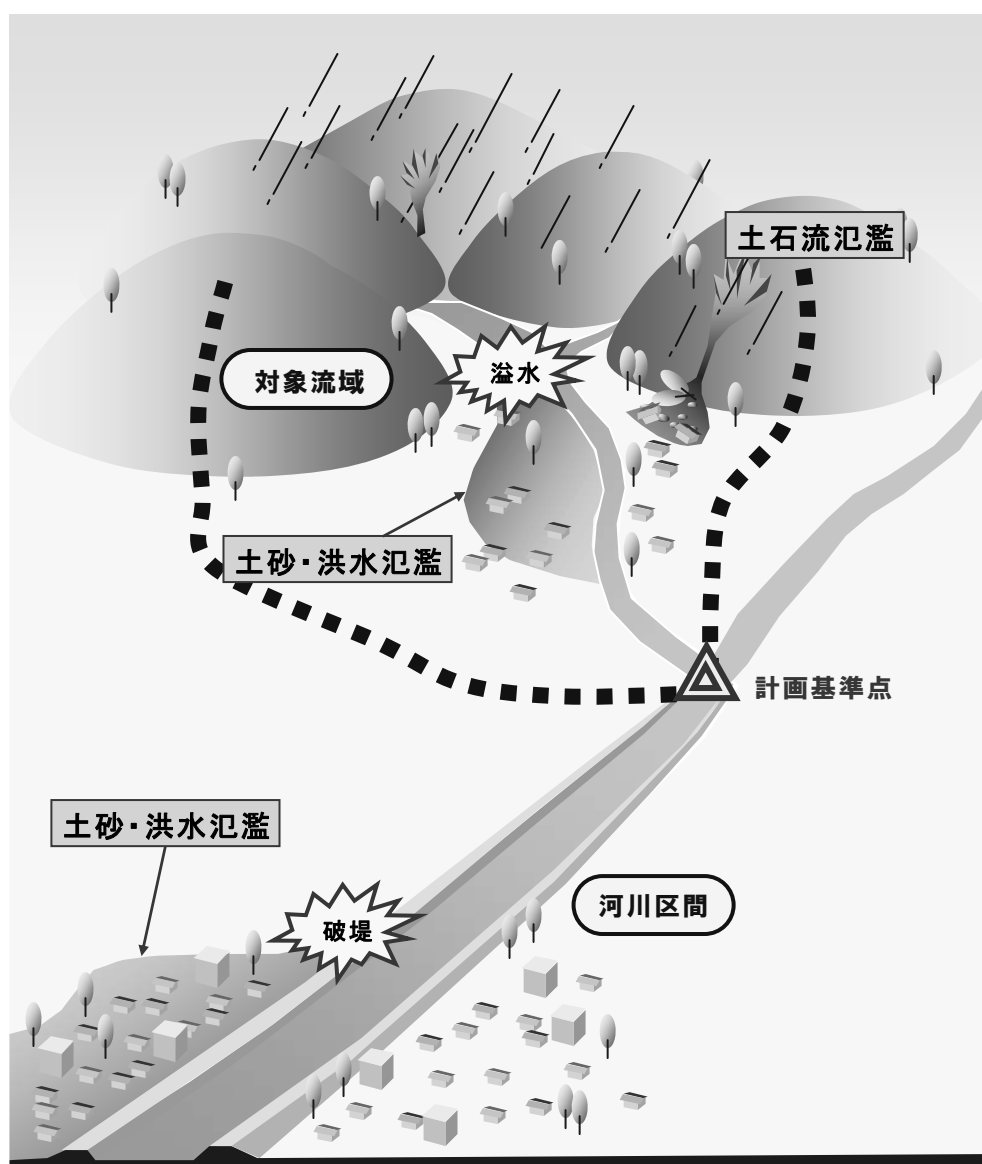 土石流氾濫
対象流域
溢水
土砂・洪水氾濫
計画基準点
土砂・洪水氾濫
河川区間
破堤